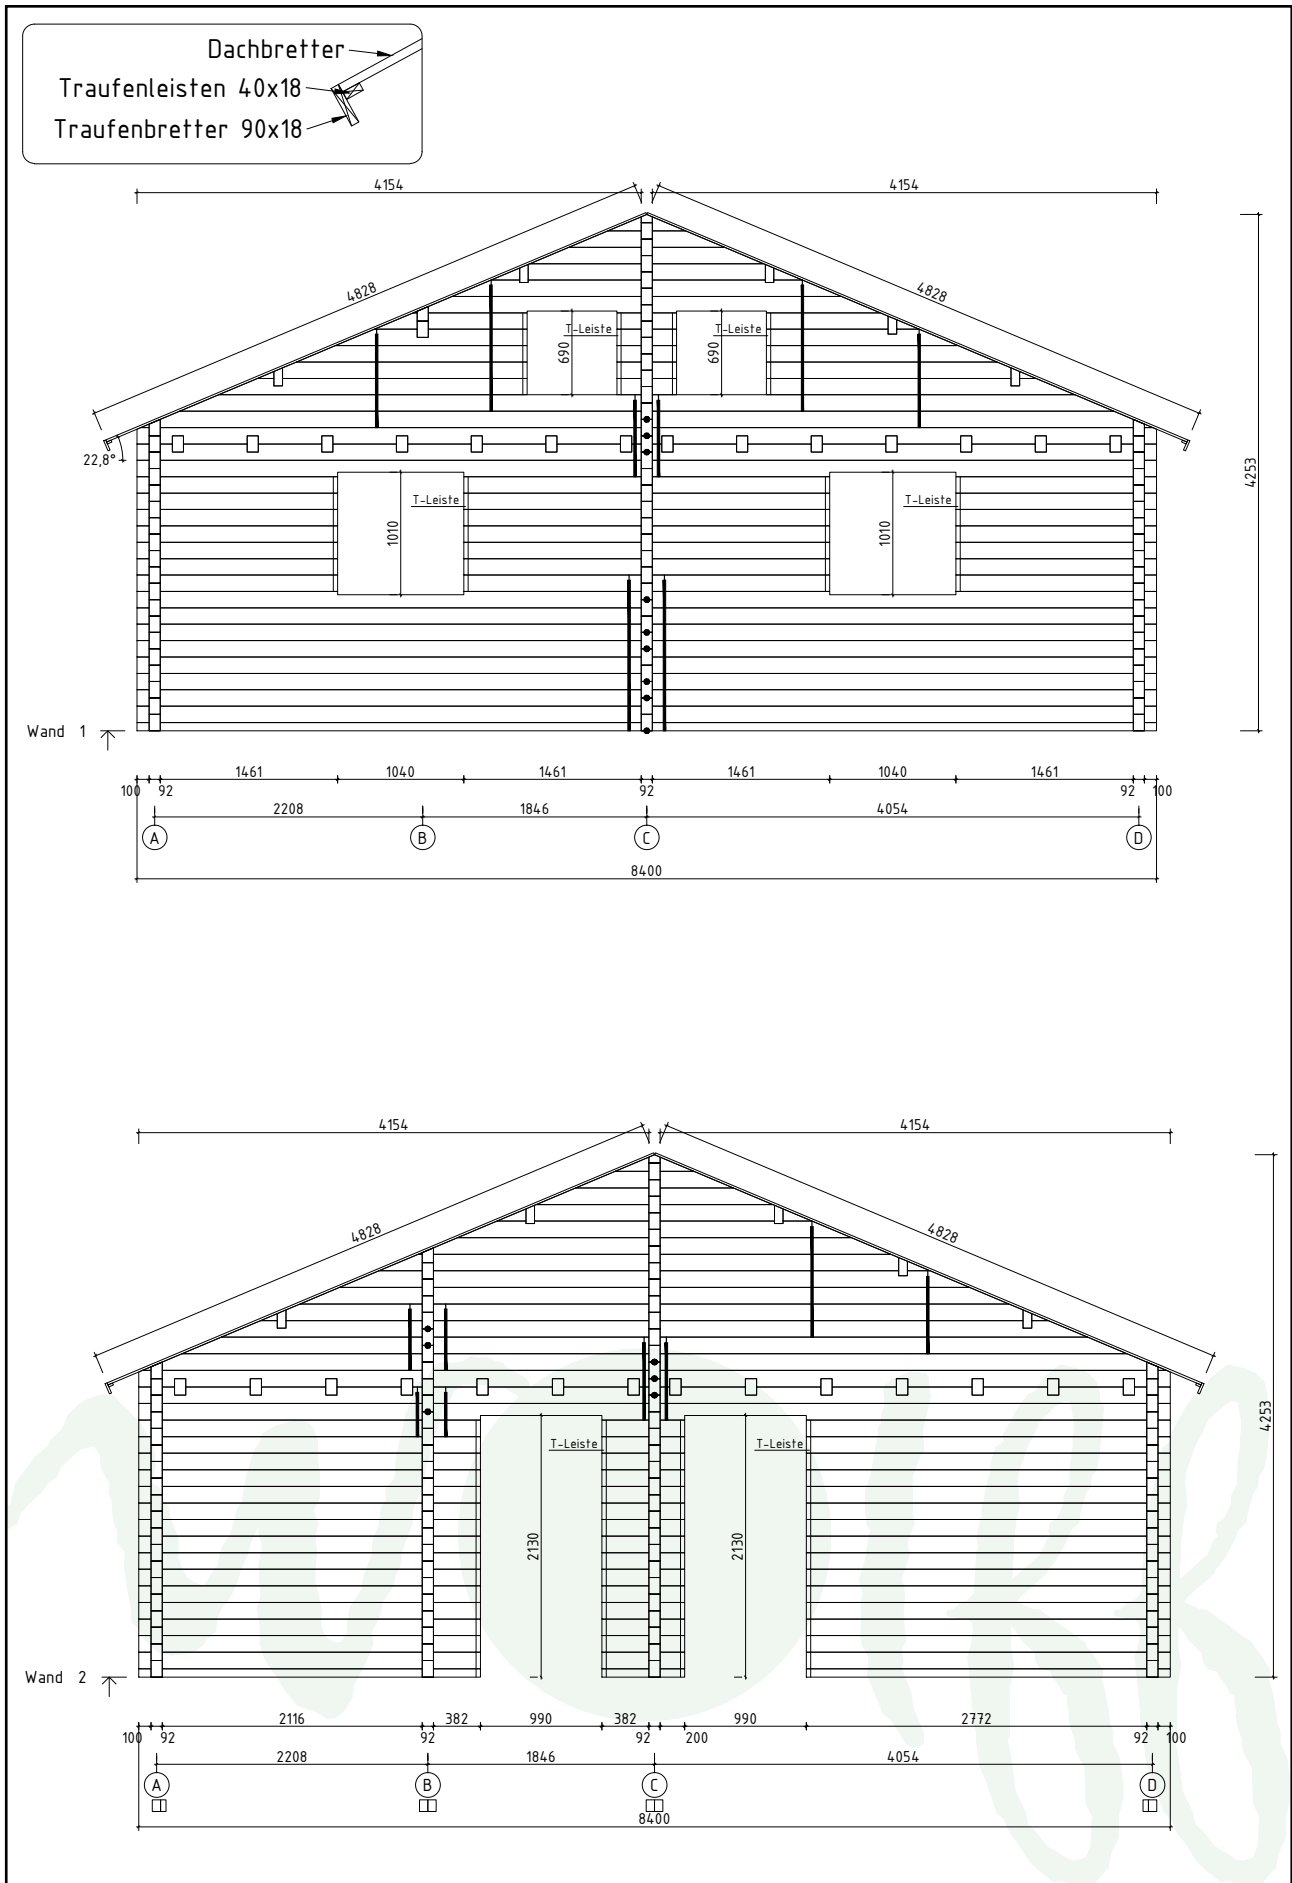 Dachbretter
Traufenleisten 40x18
Traufenbretter 90x18
4154 4154
4828 4828
T-Leiste T-Leiste
690 690
22,8°
4253
T-Leiste T-Leiste
1010 1010
Wand 1
1461 1040 1461 1461 1040 1461
100 92 92 92 100
2208 1846 4054
A B C D
8400
4154 4154
4828 4828
4253
T-Leiste T-Leiste
2130 2130
Wand 2
2116 382 990 382 990 2772
100 92 92 92 200 92 100
2208 1846 4054
A B C D
8400
wolff